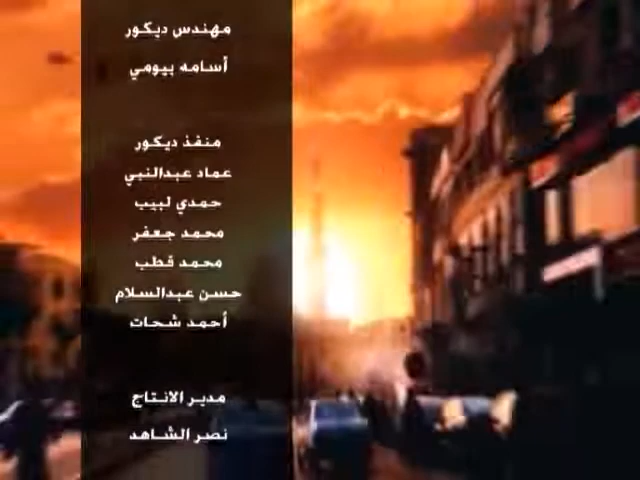 مهندس ديكور
أسامه بيومي
منفذ ديكور
عماد عبدالنبي
حمدي لبيب
محمد جعفر
محمد قطب
حسن عبدالسلام
أحمد شحات
مدير الانتاج
نصر الشاهد